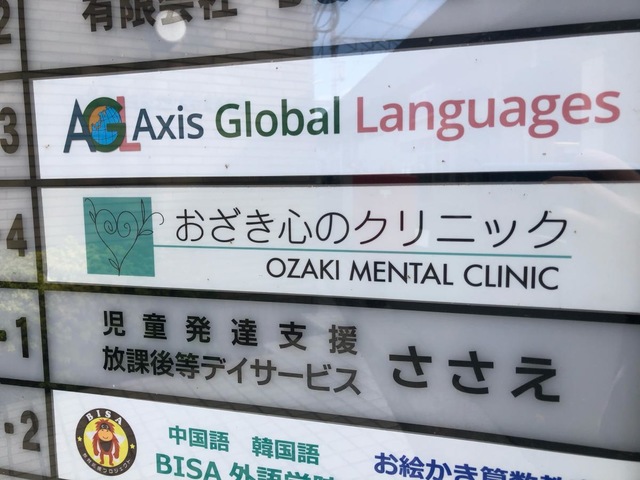 2 有限会社
3 AGL Axis Global Languages
4 おざき心のクリニック
OZAKI MENTAL CLINIC
-1 児童発達支援
放課後等デイサービス ささえ
-2 BISA
中国語 韓国語
BISA 外語学院 お絵かき算数教